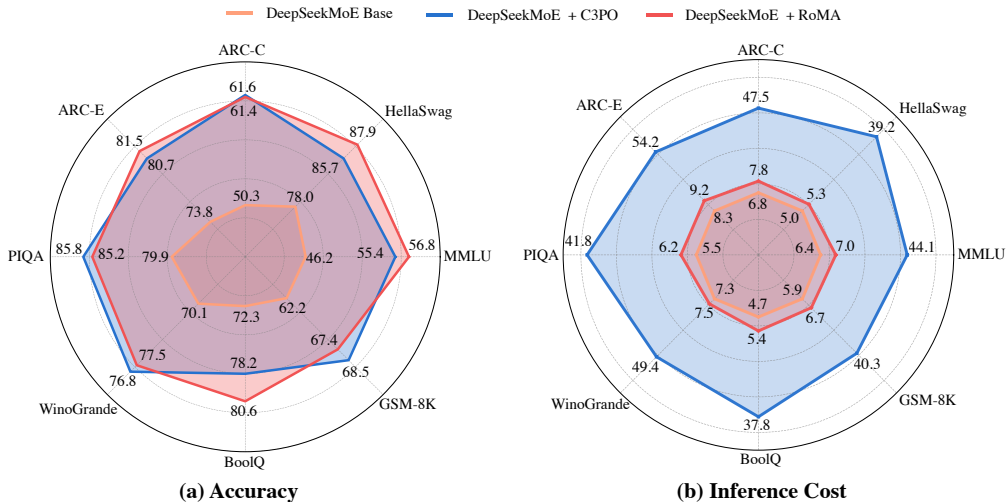 DeepSeekMoE Base DeepSeekMoE + C3PO DeepSeekMoE + RoMA
ARC-C
61.6
61.4
HellaSwag
87.9
85.7
ARC-E
81.5
80.7
50.3
78.0
73.8
PIQA
85.8
85.2
79.9
46.2
55.4
56.8
MMLU
70.1
72.3
62.2
77.5
76.8
78.2
67.4
68.5
WinoGrande
80.6
GSM-8K
BoolQ
(a) Accuracy
ARC-C
47.5
HellaSwag
39.2
ARC-E
54.2
7.8
9.2
5.3
6.8
8.3
5.0
PIQA
41.8
6.2
5.5
6.4
7.0
44.1
MMLU
7.3
5.9
4.7
7.5
6.7
5.4
49.4
40.3
WinoGrande
37.8
GSM-8K
BoolQ
(b) Inference Cost